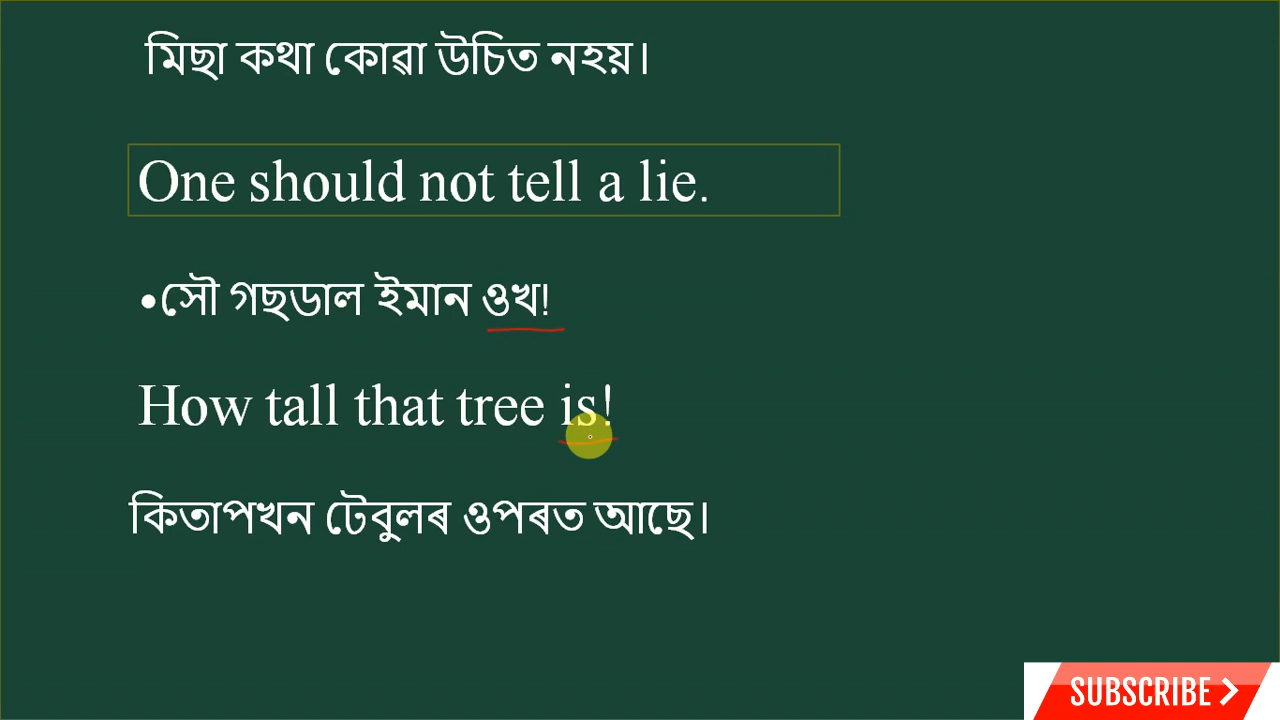 মিছা কথা কোৱা উচিত নহয়।
One should not tell a lie.
•সৌ গছডাল ইমান ওখ!
How tall that tree is!
কিতাপখন টেবুলৰ ওপৰত আছে।
SUBSCRIBE